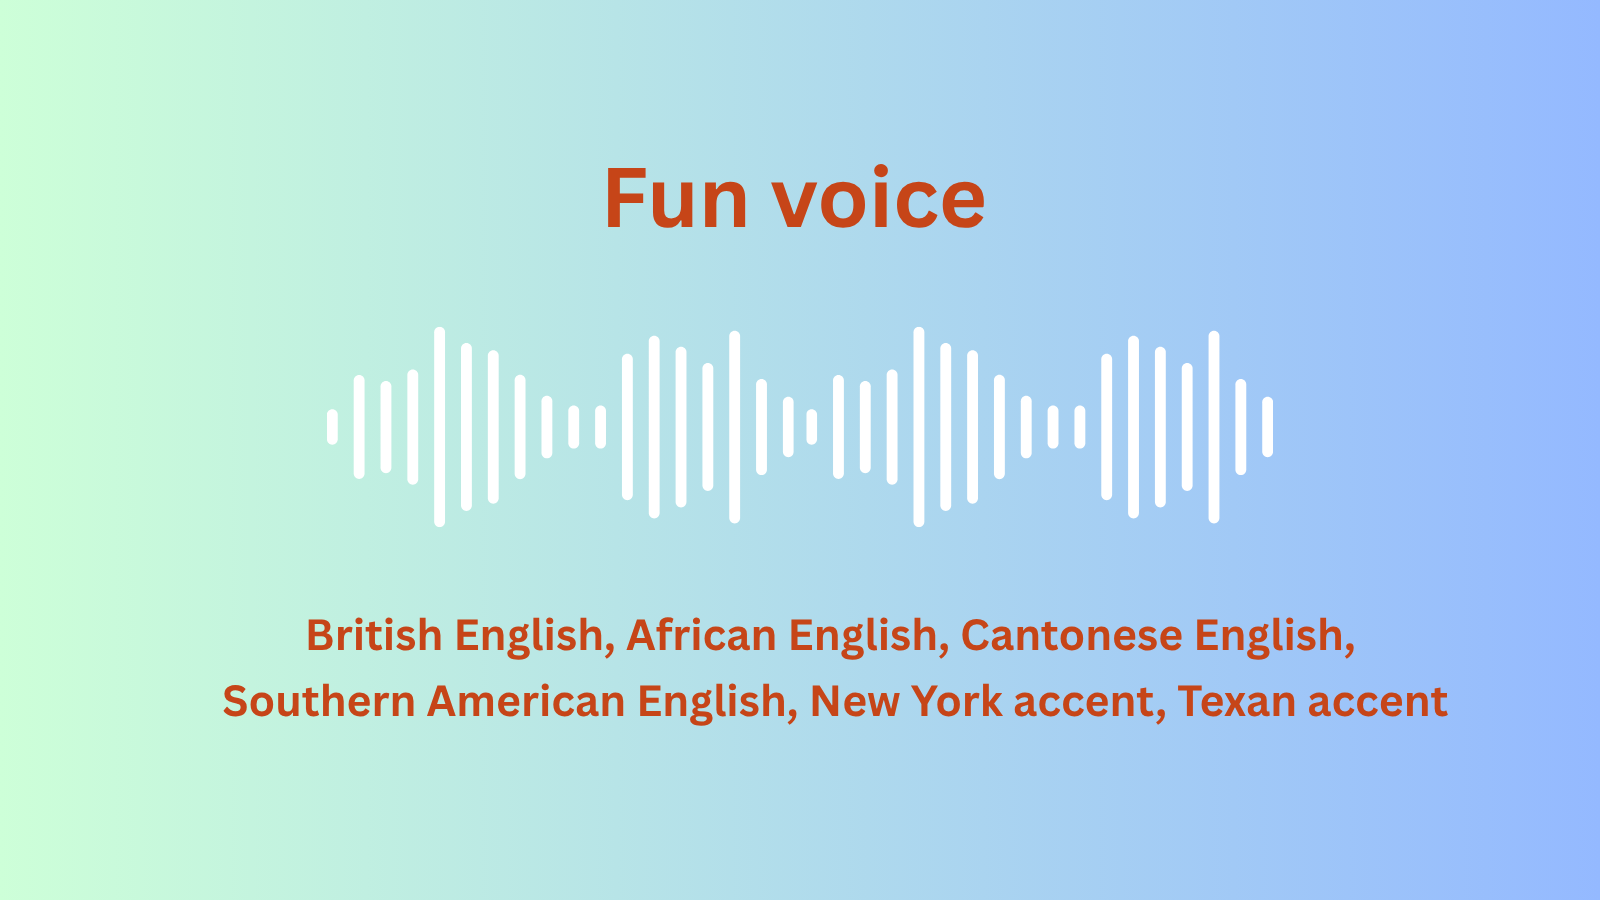 Fun voice
British English, African English, Cantonese English,
Southern American English, New York accent, Texan accent